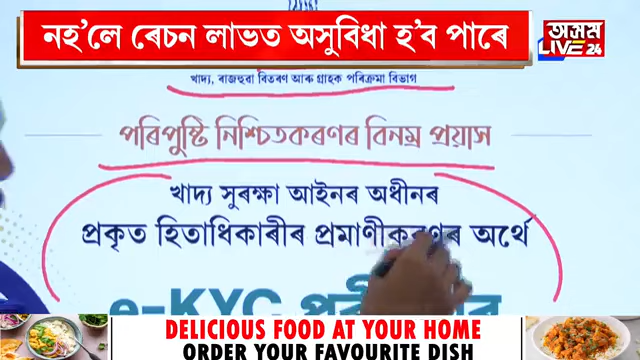 নহ'লে ৰেচন লাভত অসুবিধা হ'ব পাৰে
অসম
LIVE 24
খাদ্য, ৰাজহুৱা বিতৰণ আৰু গ্ৰাহক পৰিক্ৰমা বিভাগ
পৰিপুষ্টি নিশ্চিতকৰণৰ বিনম্ৰ প্ৰয়াস
খাদ্য সুৰক্ষা আইনৰ অধীনৰ
প্ৰকৃত হিতাধিকাৰীৰ প্ৰমাণীকৰণৰ অৰ্থে
e-KYC
DELICIOUS FOOD AT YOUR HOME
ORDER YOUR FAVOURITE DISH